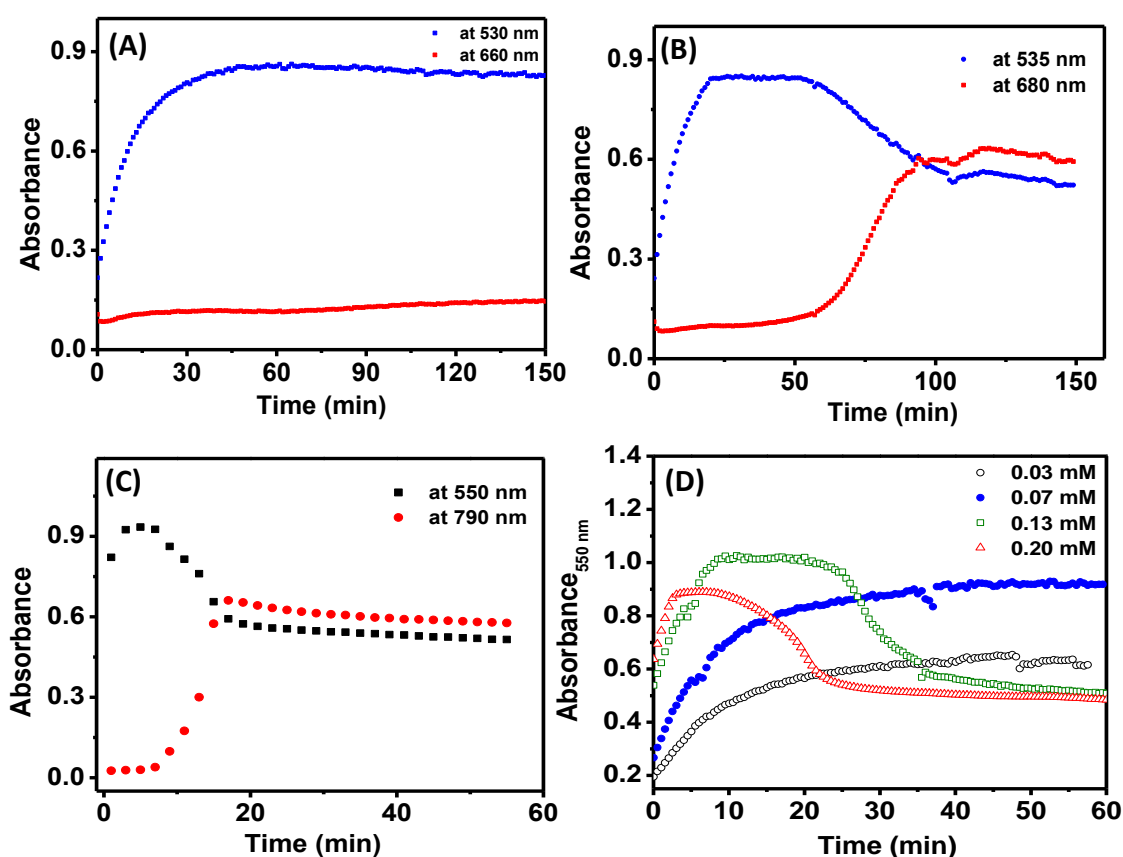 (A)
at 530 nm
at 660 nm
0.9
0.6
0.3
0.0
Absorbance
0 30 60 90 120 150
Time (min)
(B)
at 535 nm
at 680 nm
0.9
0.6
0.3
0.0
Absorbance
0 50 100 150
Time (min)
(C)
at 550 nm
at 790 nm
0.9
0.6
0.3
0.0
Absorbance
20 40 60
Time (min)
(D)
0.03 mM
0.07 mM
0.13 mM
0.20 mM
1.4
1.2
1.0
0.8
0.6
0.4
0.2
Absorbance550 nm
0 10 20 30 40 50 60
Time (min)